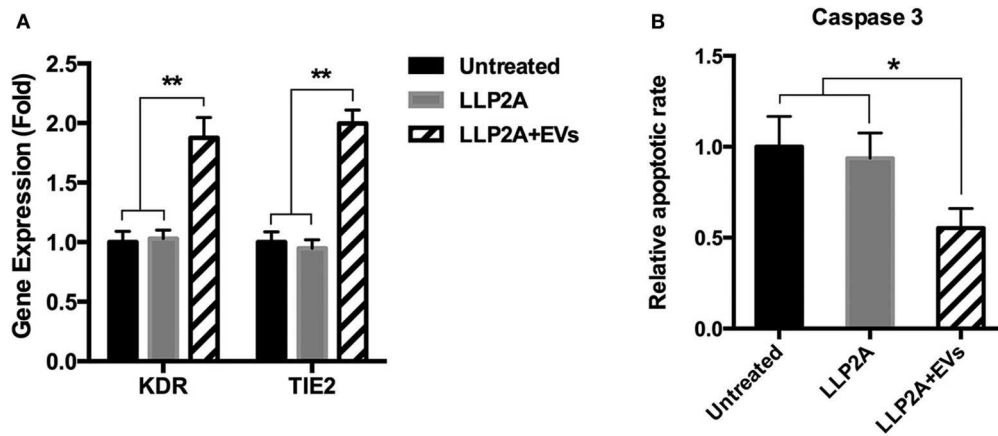 A
Gene Expression (Fold)
2.5
2.0
1.5
1.0
0.5
0.0
**
**
KDR
TIE2
Untreated
LLP2A
LLP2A+EVs
B
Caspase 3
Relative apoptotic rate
1.5
1.0
0.5
0.0
*
Untreated
LLP2A
LLP2A+EVs